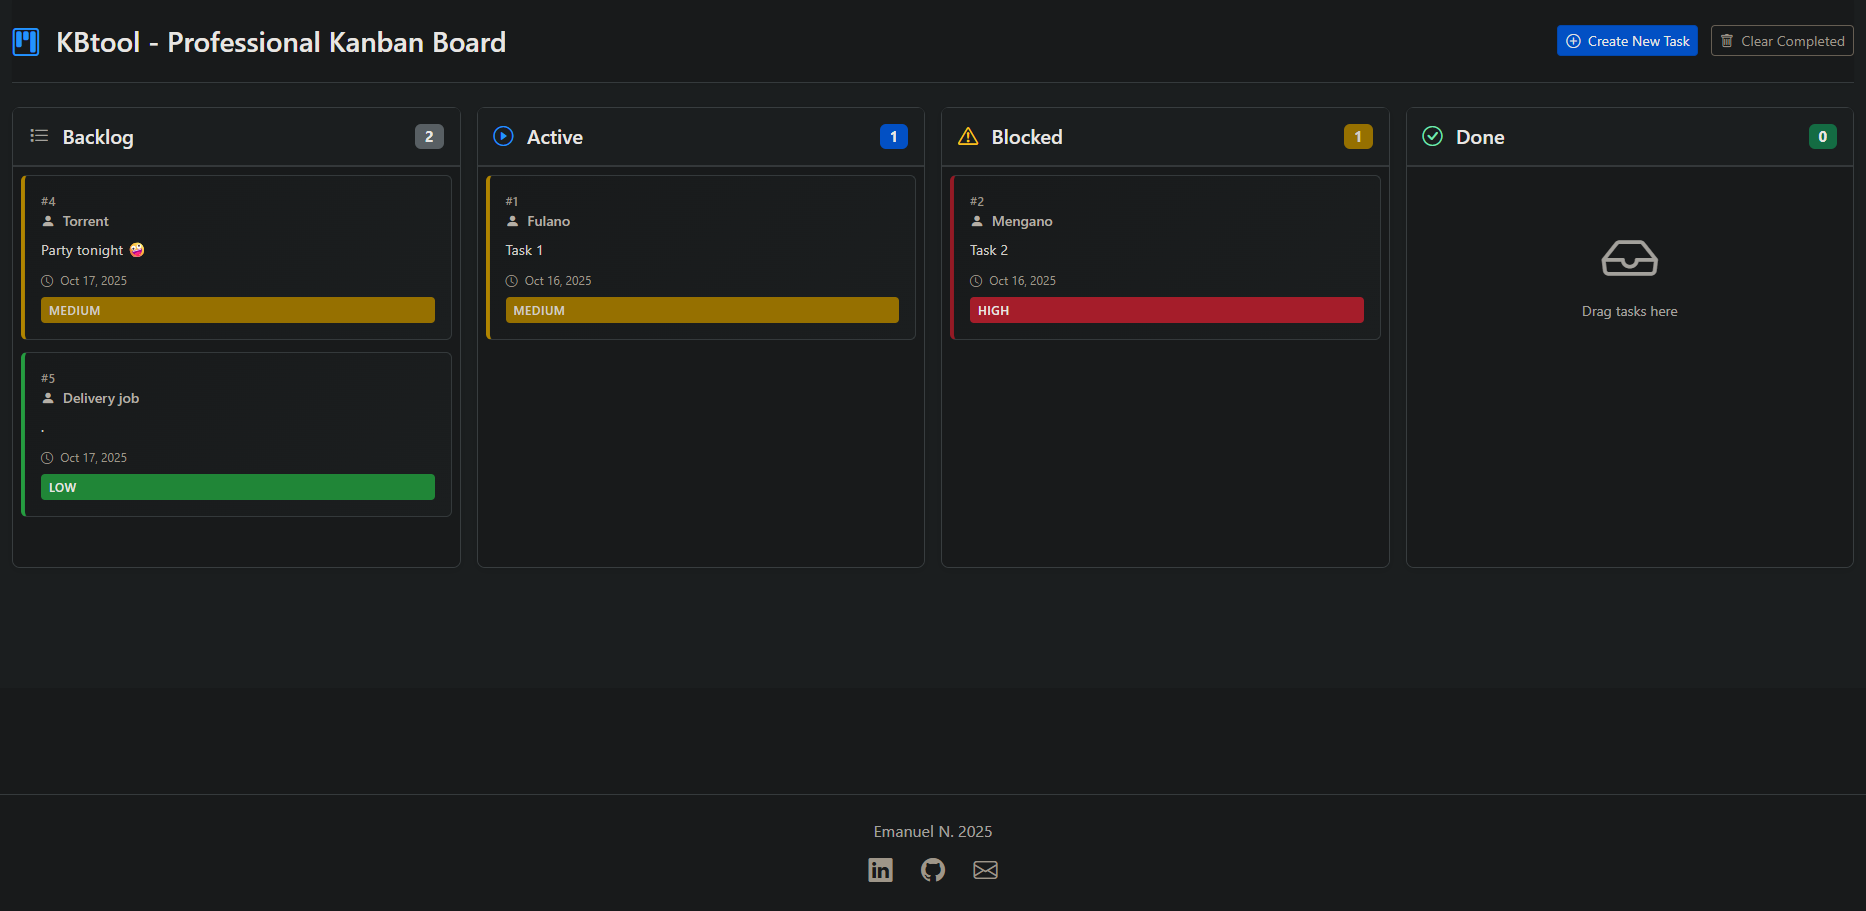 KBtool - Professional Kanban Board
Create New Task
Clear Completed
Backlog
2
#4
Torrent
Party tonight 🤪
Oct 17, 2025
MEDIUM
#5
Delivery job
.
Oct 17, 2025
LOW
Active
1
#1
Fulano
Task 1
Oct 16, 2025
MEDIUM
Blocked
1
#2
Mengano
Task 2
Oct 16, 2025
HIGH
Done
0
Drag tasks here
Emanuel N. 2025